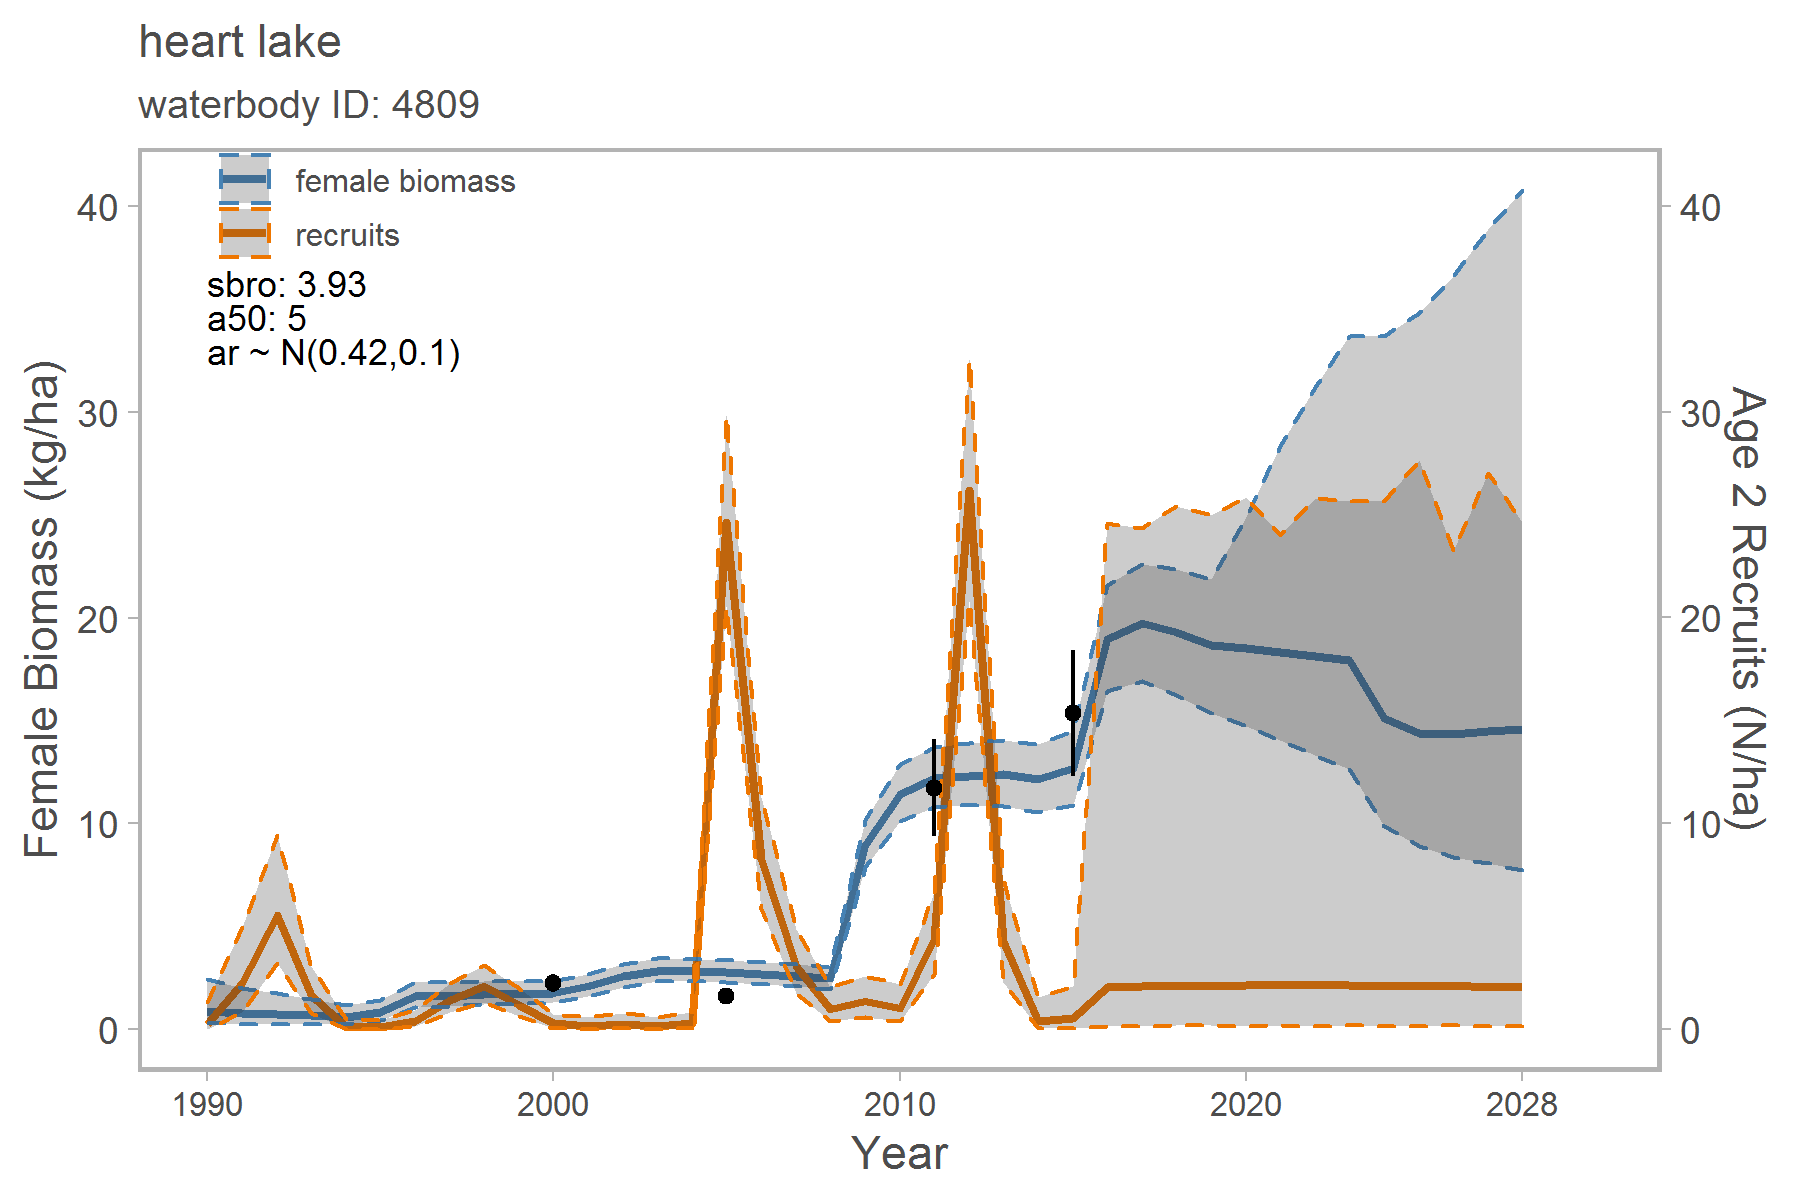 heart lake
waterbody ID: 4809
female biomass
recruits
sbro: 3.93
a50: 5
ar ~ N(0.42,0.1)
Female Biomass (kg/ha)
40
30
20
10
0
40
30
20
10
0
Age 2 Recruits (N/ha)
1990
2000
2010
2020
2028
Year